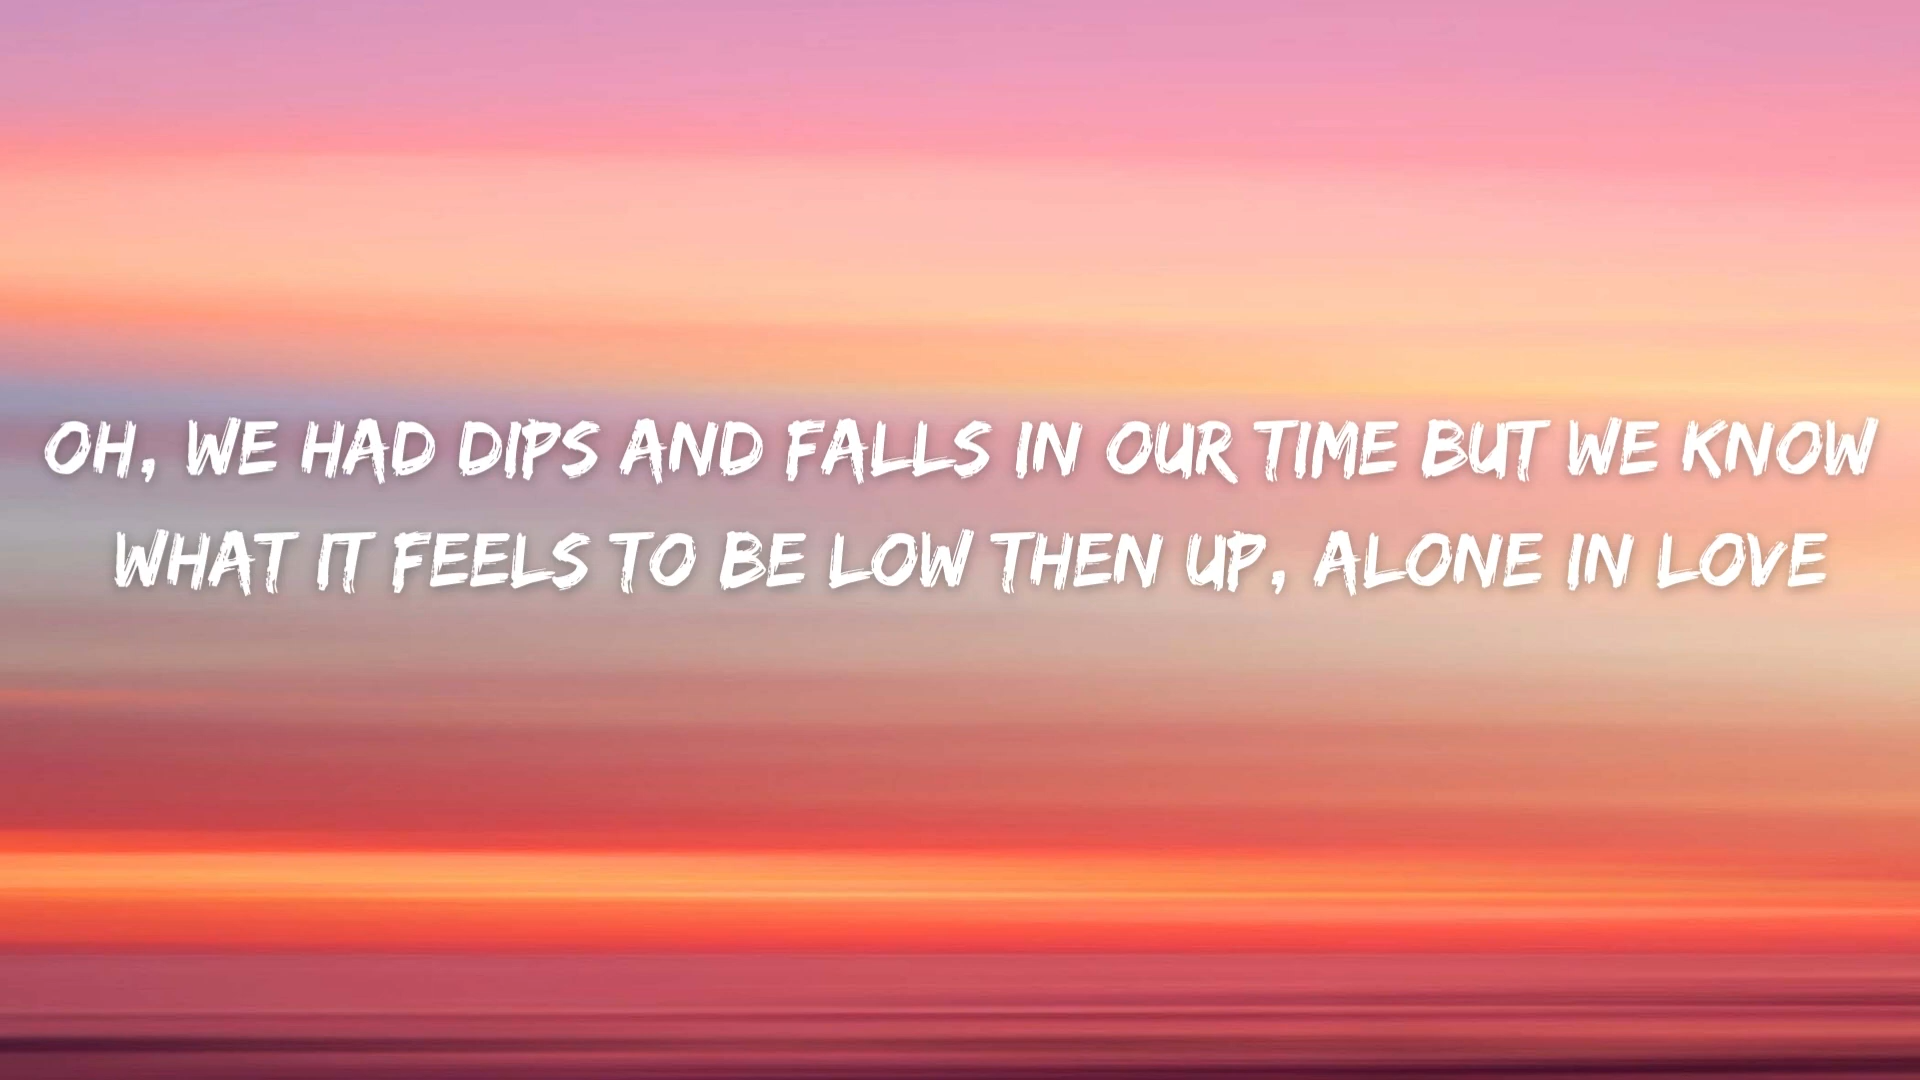 OH, WE HAD DIPS AND FALLS IN OUR TIME BUT WE KNOW
WHAT IT FEELS TO BE LOW THEN UP, ALONE IN LOVE